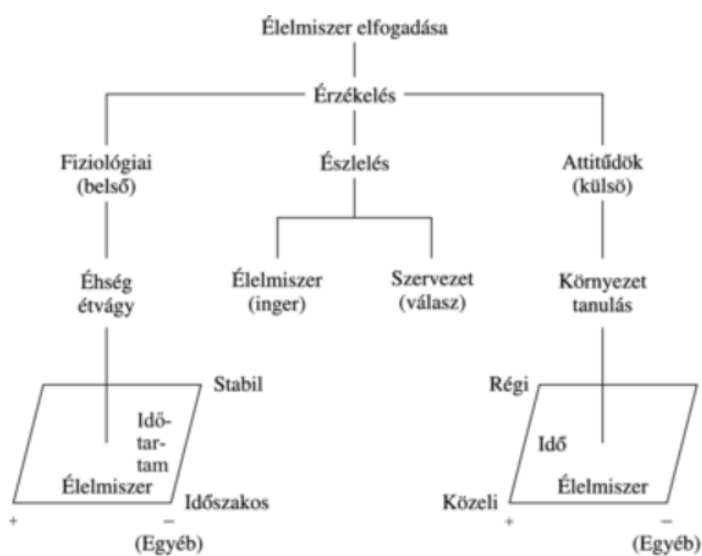 Élelmiszer elfogadása
Érzékelés
Fiziológiai
(belső)
Észlelés
Attitűdök
(külsö)
Éhség
étvágy
Élelmiszer
(inger)
Szervezet
(válasz)
Környezet
tanulás
Stabil
Idő-
tar-
tam
Élelmiszer
Időszakos
+
–
(Egyéb)
Régi
Idő
Élelmiszer
Közeli
+
–
(Egyéb)